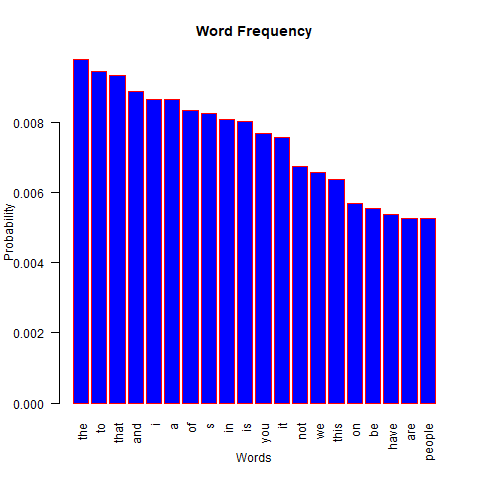 Word Frequency
Probability
0.008
0.006
0.004
0.002
0.000
the
to
that
and
i
a
of
s
in
is
you
it
not
we
this
on
be
have
are
people
Words